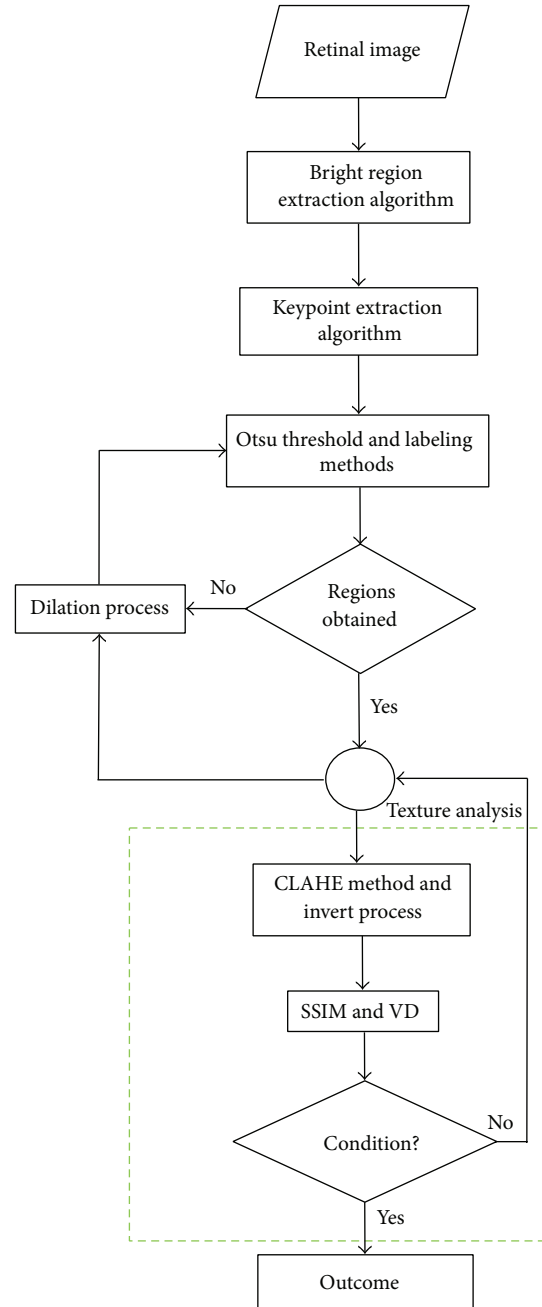 Retinal image
Bright region
extraction algorithm
Keypoint extraction
algorithm
Otsu threshold and labeling
methods
No
Dilation process
Regions
obtained
Yes
Texture analysis
CLAHE method and
invert process
SSIM and VD
No
Condition?
Yes
Outcome